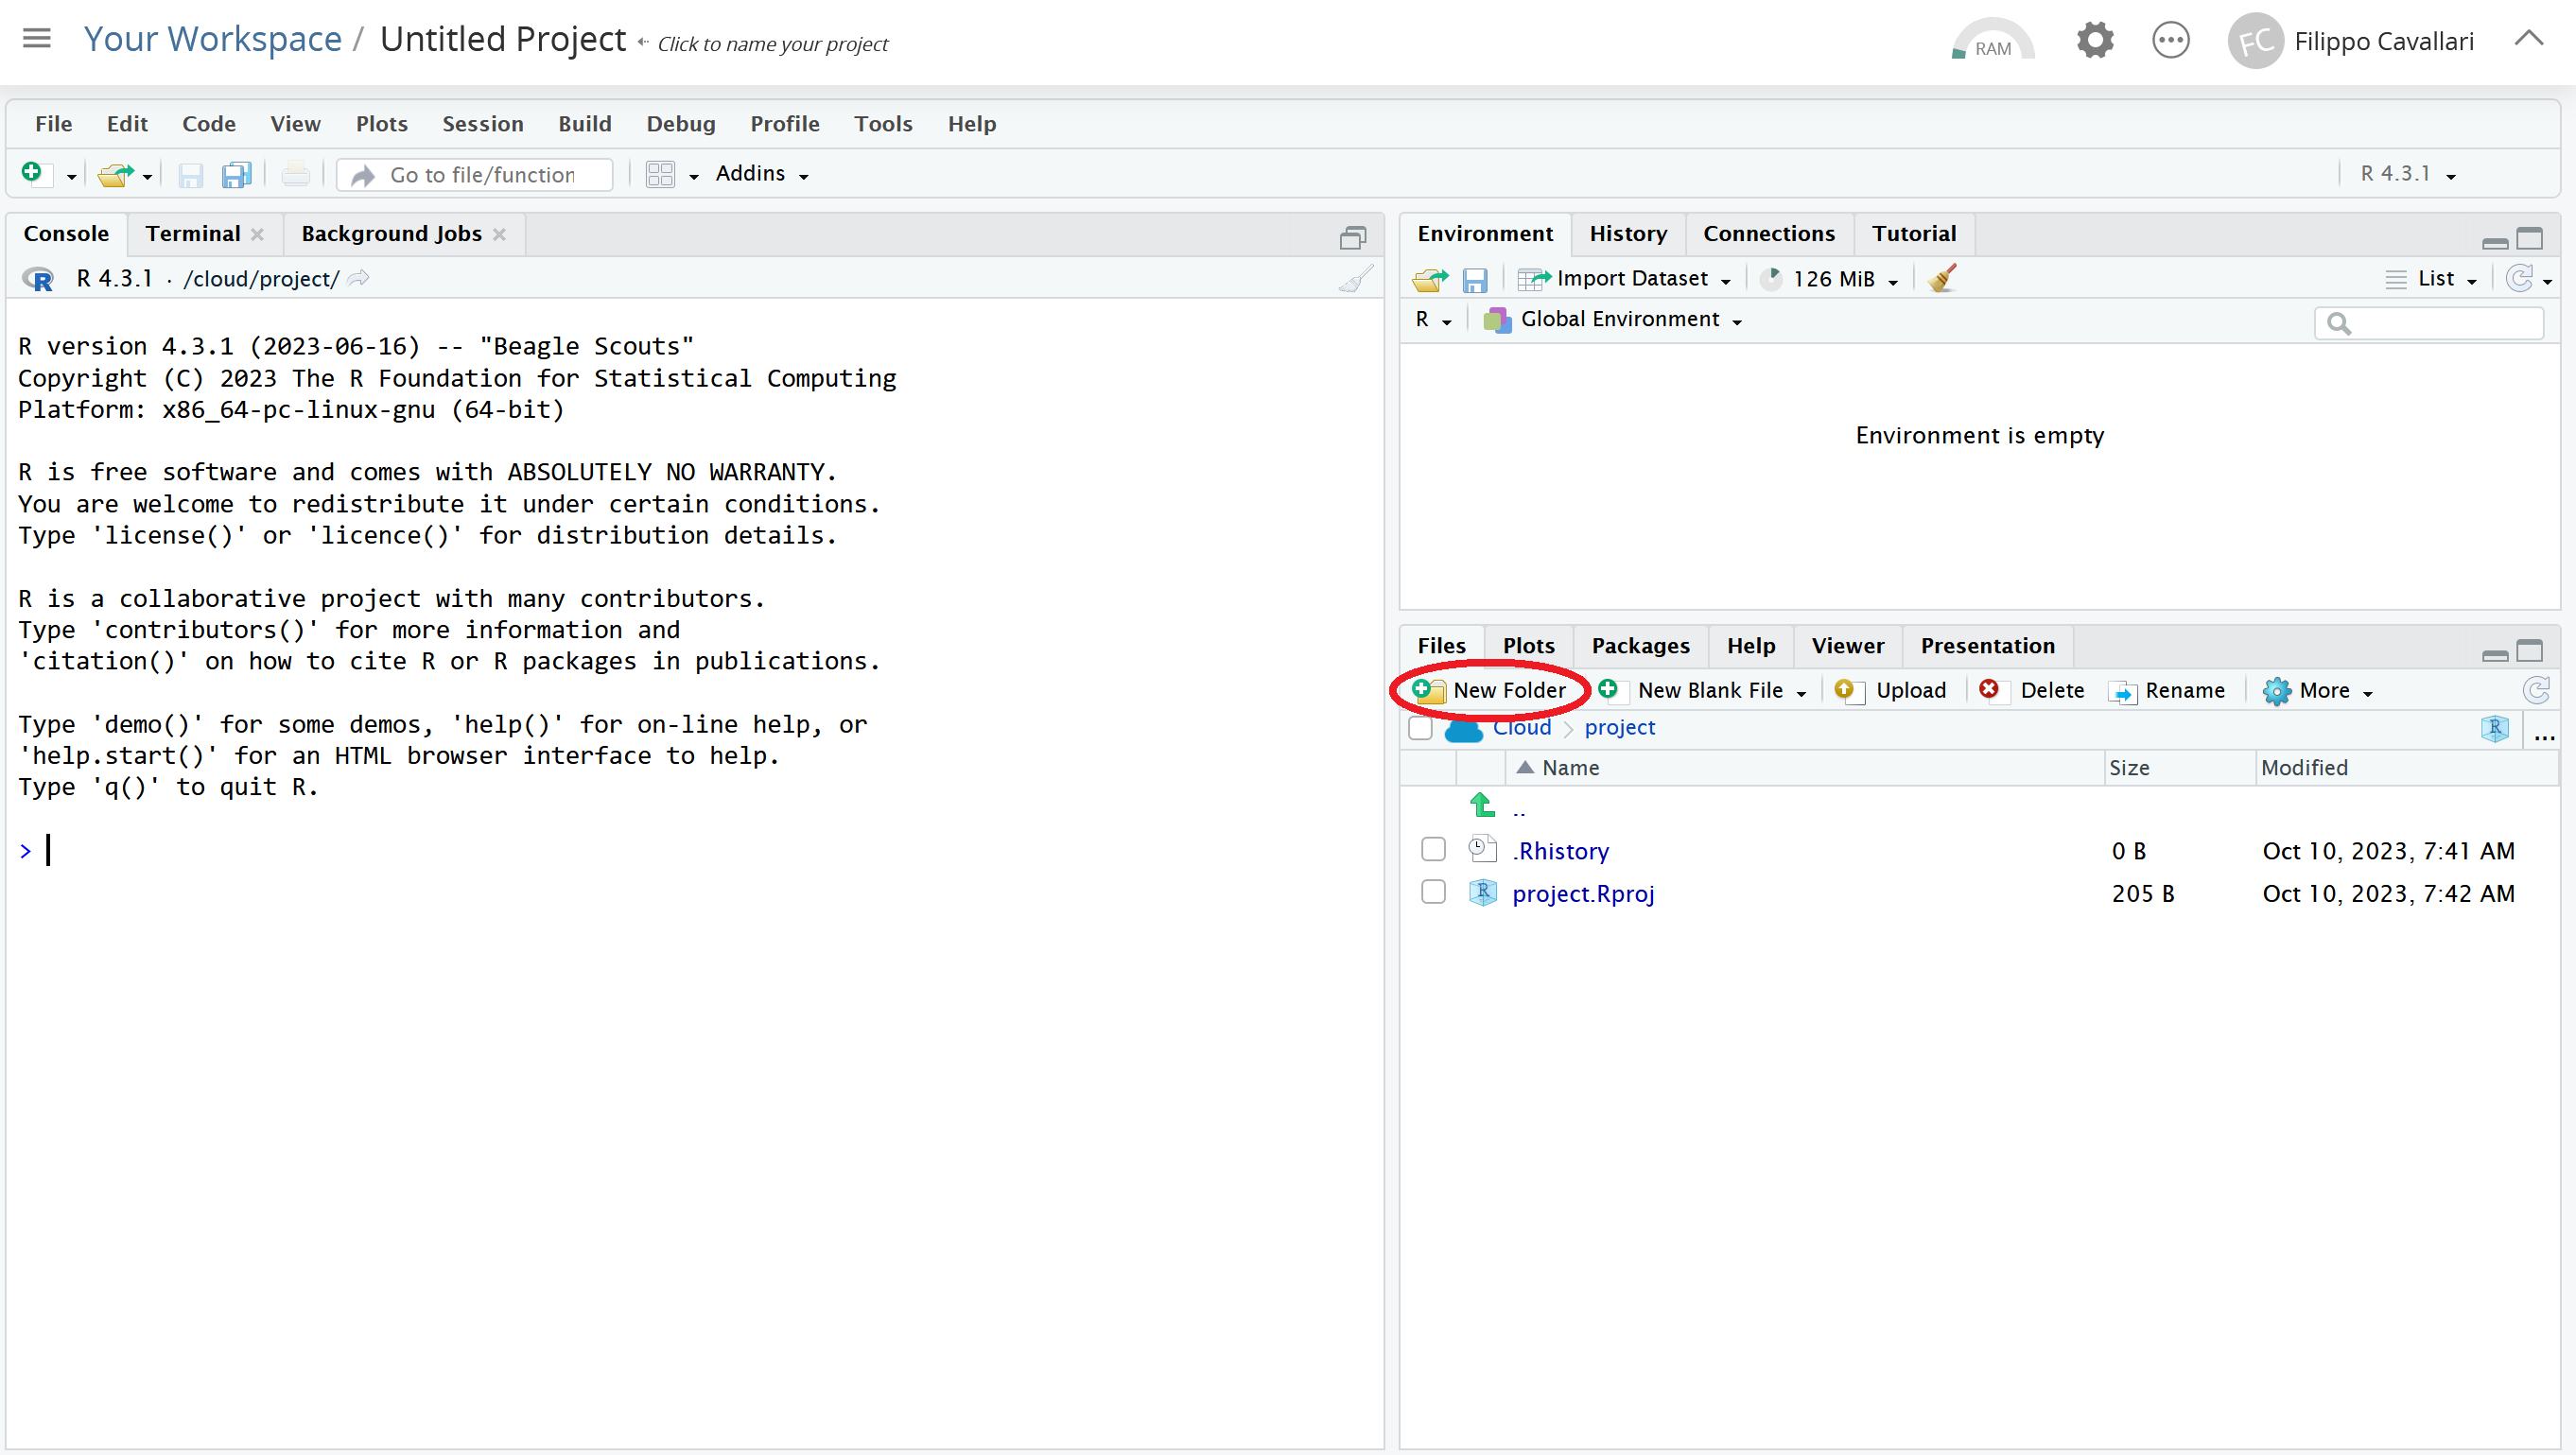 Your Workspace / Untitled Project Click to name your project
RAM FC Filippo Cavallari
File Edit Code View Plots Session Build Debug Profile Tools Help
Go to file/function Addins R 4.3.1
Console Terminal Background Jobs
R 4.3.1 · /cloud/project/
R version 4.3.1 (2023-06-16) -- "Beagle Scouts"
Copyright (C) 2023 The R Foundation for Statistical Computing
Platform: x86_64-pc-linux-gnu (64-bit)
R is free software and comes with ABSOLUTELY NO WARRANTY.
You are welcome to redistribute it under certain conditions.
Type 'license()' or 'licence()' for distribution details.
R is a collaborative project with many contributors.
Type 'contributors()' for more information and
'citation()' on how to cite R or R packages in publications.
Type 'demo()' for some demos, 'help()' for on-line help, or
'help.start()' for an HTML browser interface to help.
Type 'q()' to quit R.
>
Environment History Connections Tutorial
Import Dataset 126 MiB List
R Global Environment
Environment is empty
Files Plots Packages Help Viewer Presentation
New Folder New Blank File Upload Delete Rename More
Cloud project ...
Name Size Modified
..
.Rhistory 0 B Oct 10, 2023, 7:41 AM
project.Rproj 205 B Oct 10, 2023, 7:42 AM